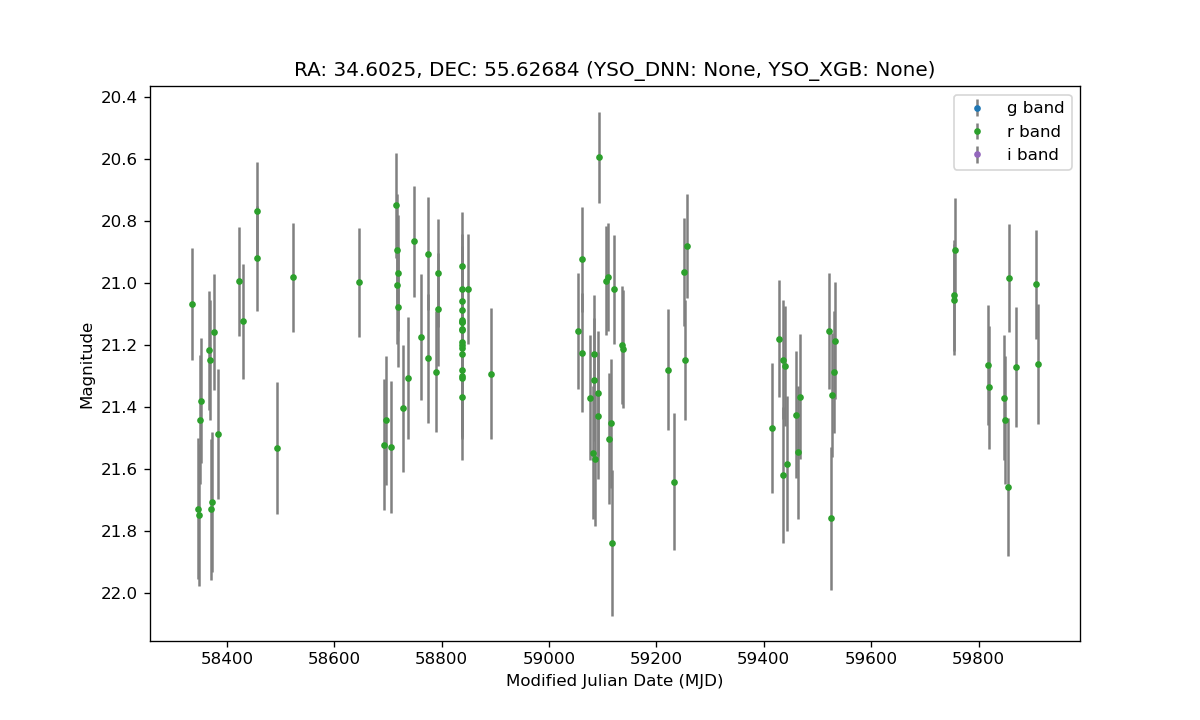 RA: 34.6025, DEC: 55.62684 (YSO_DNN: None, YSO_XGB: None)
g band
r band
i band
20.4
20.6
20.8
21.0
21.2
21.4
21.6
21.8
22.0
Magnitude
58400
58600
58800
59000
59200
59400
59600
59800
Modified Julian Date (MJD)